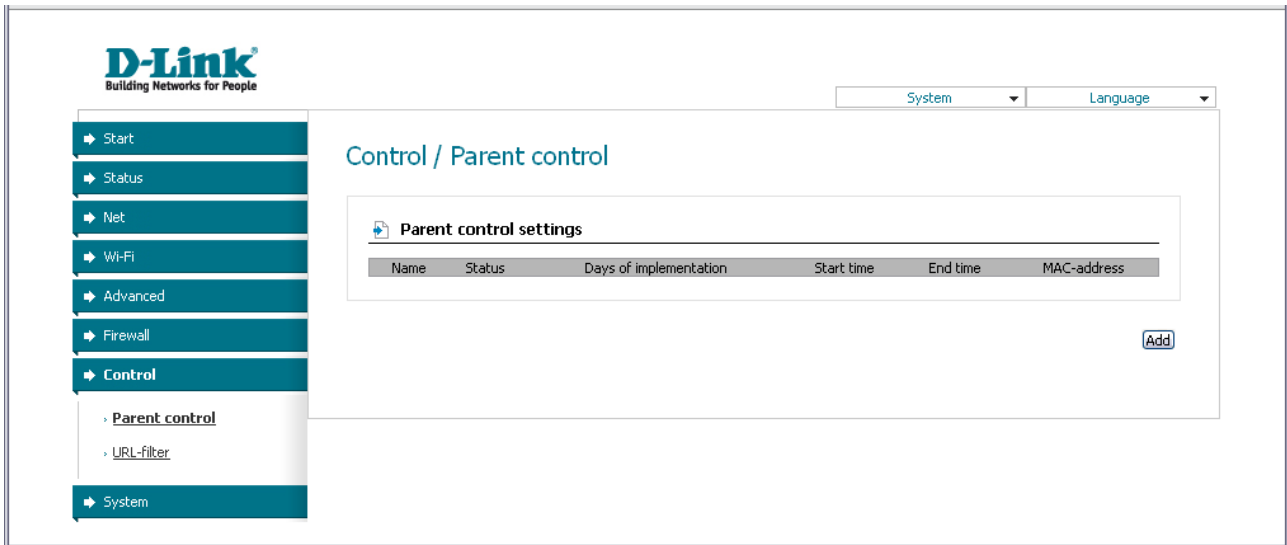 D-Link
Building Networks for People
System Language
Start
Status
Net
Wi-Fi
Advanced
Firewall
Control
Parent control
URL-filter
System
Control / Parent control
Parent control settings
Name Status Days of implementation Start time End time MAC-address
Add